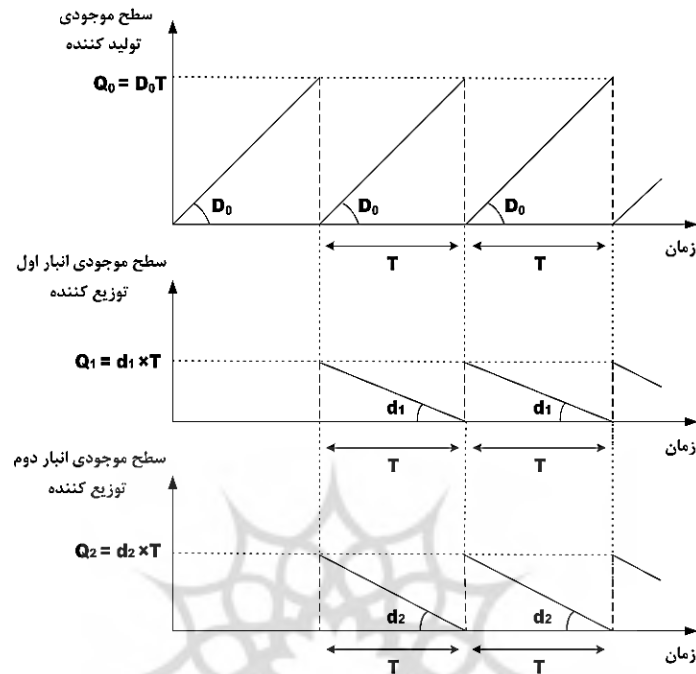 سطح موجودی
تولید کننده
Q₀ = D₀T
D₀ D₀ D₀
زمان
T T
سطح موجودی انبار اول
توزیع کننده
Q₁ = d₁ ×T
d₁ d₁
زمان
T T
سطح موجودی انبار دوم
توزیع کننده
Q₂ = d₂ ×T
d₂ d₂
زمان
T T